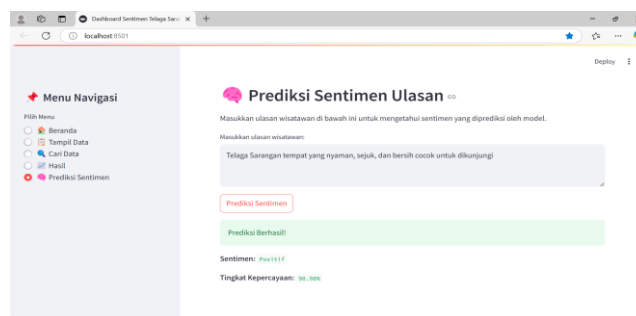 Dashboard Sentimen Telaga Sara
localhost:8501
Deploy
Menu Navigasi
Pilih Menu
Beranda
Tampil Data
Cari Data
Hasil
Prediksi Sentimen
Prediksi Sentimen Ulasan
Masukkan ulasan wisatawan di bawah ini untuk mengetahui sentimen yang diprediksi oleh model.
Masukkan ulasan wisatawan:
Telaga Sarangan tempat yang nyaman, sejuk, dan bersih cocok untuk dikunjungi
Prediksi Sentimen
Prediksi Berhasil!
Sentimen: Positif
Tingkat Kepercayaan: